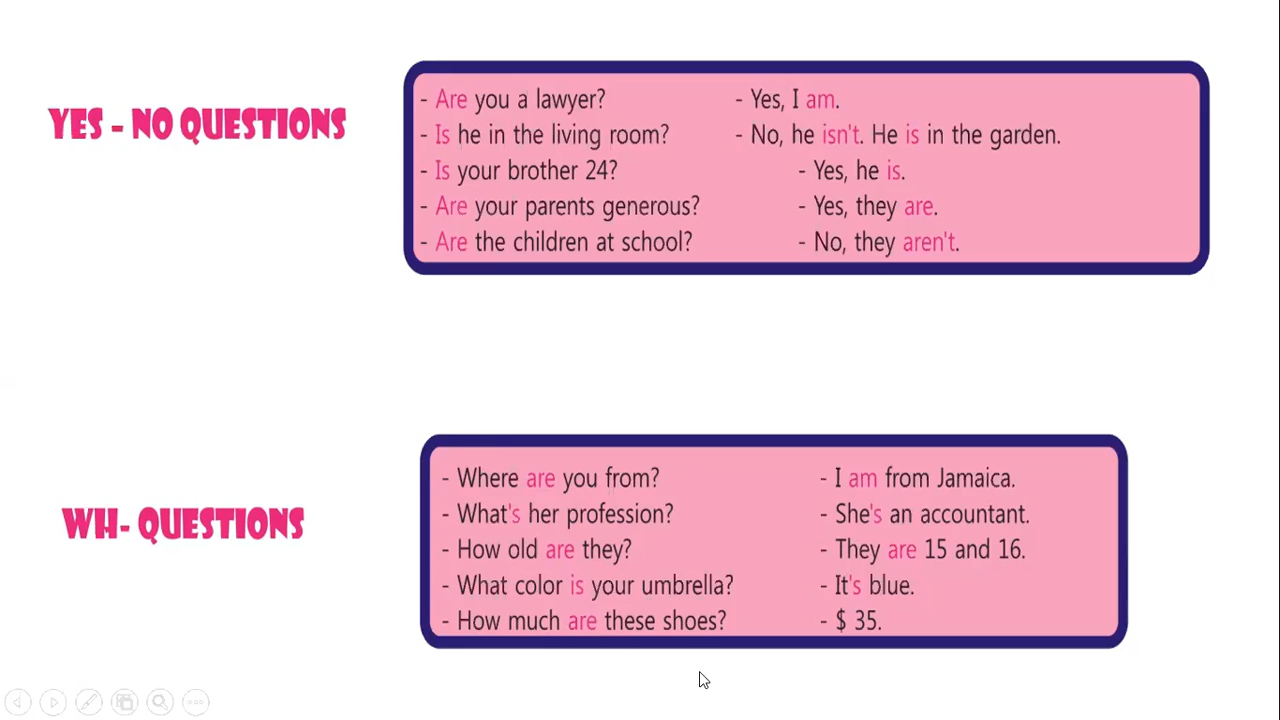 YES - NO QUESTIONS
- Are you a lawyer? - Yes, I am.
- Is he in the living room? - No, he isn't. He is in the garden.
- Is your brother 24? - Yes, he is.
- Are your parents generous? - Yes, they are.
- Are the children at school? - No, they aren't.
WH- QUESTIONS
- Where are you from? - I am from Jamaica.
- What's her profession? - She's an accountant.
- How old are they? - They are 15 and 16.
- What color is your umbrella? - It's blue.
- How much are these shoes? - $ 35.